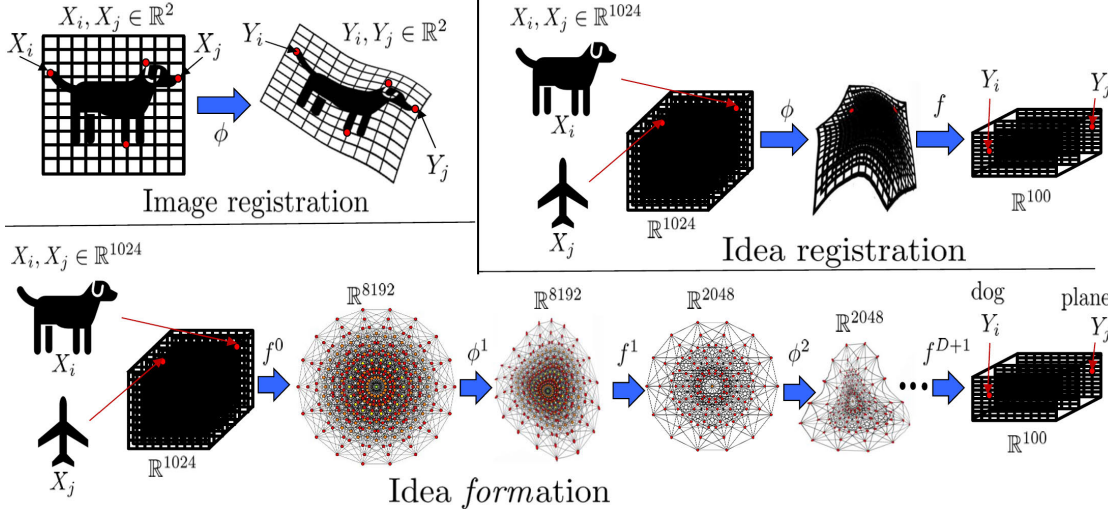 X_i, X_j ∈ ℝ^2
X_i
X_j
ϕ
Y_i
Y_i, Y_j ∈ ℝ^2
Y_j
Image registration
X_i, X_j ∈ ℝ^1024
X_i
X_j
ℝ^1024
ϕ
f
Y_i
Y_j
ℝ^100
Idea registration
X_i, X_j ∈ ℝ^1024
X_i
X_j
ℝ^1024
f^0
ℝ^8192
ϕ^1
ℝ^8192
f^1
ℝ^2048
ϕ^2
ℝ^2048
•••
f^{D+1}
dog
Y_i
plane
Y_j
ℝ^100
Idea formation